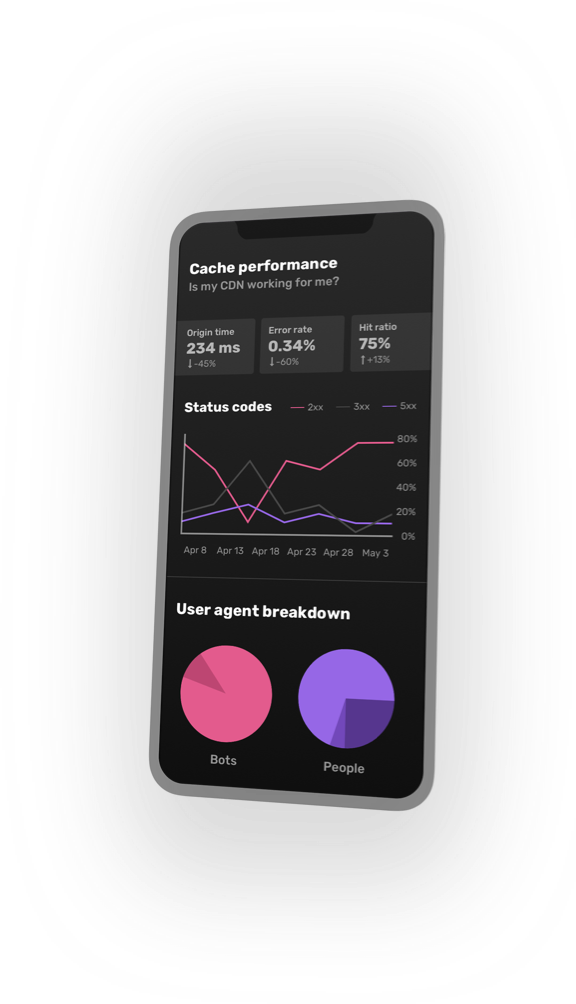 Cache performance
Is my CDN working for me?
Origin time
234 ms
↓-45%
Error rate
0.34%
↓-60%
Hit ratio
75%
↑+13%
Status codes
2xx
3xx
5xx
80%
60%
40%
20%
0%
Apr 8 Apr 13 Apr 18 Apr 23 Apr 28 May 3
User agent breakdown
Bots
People